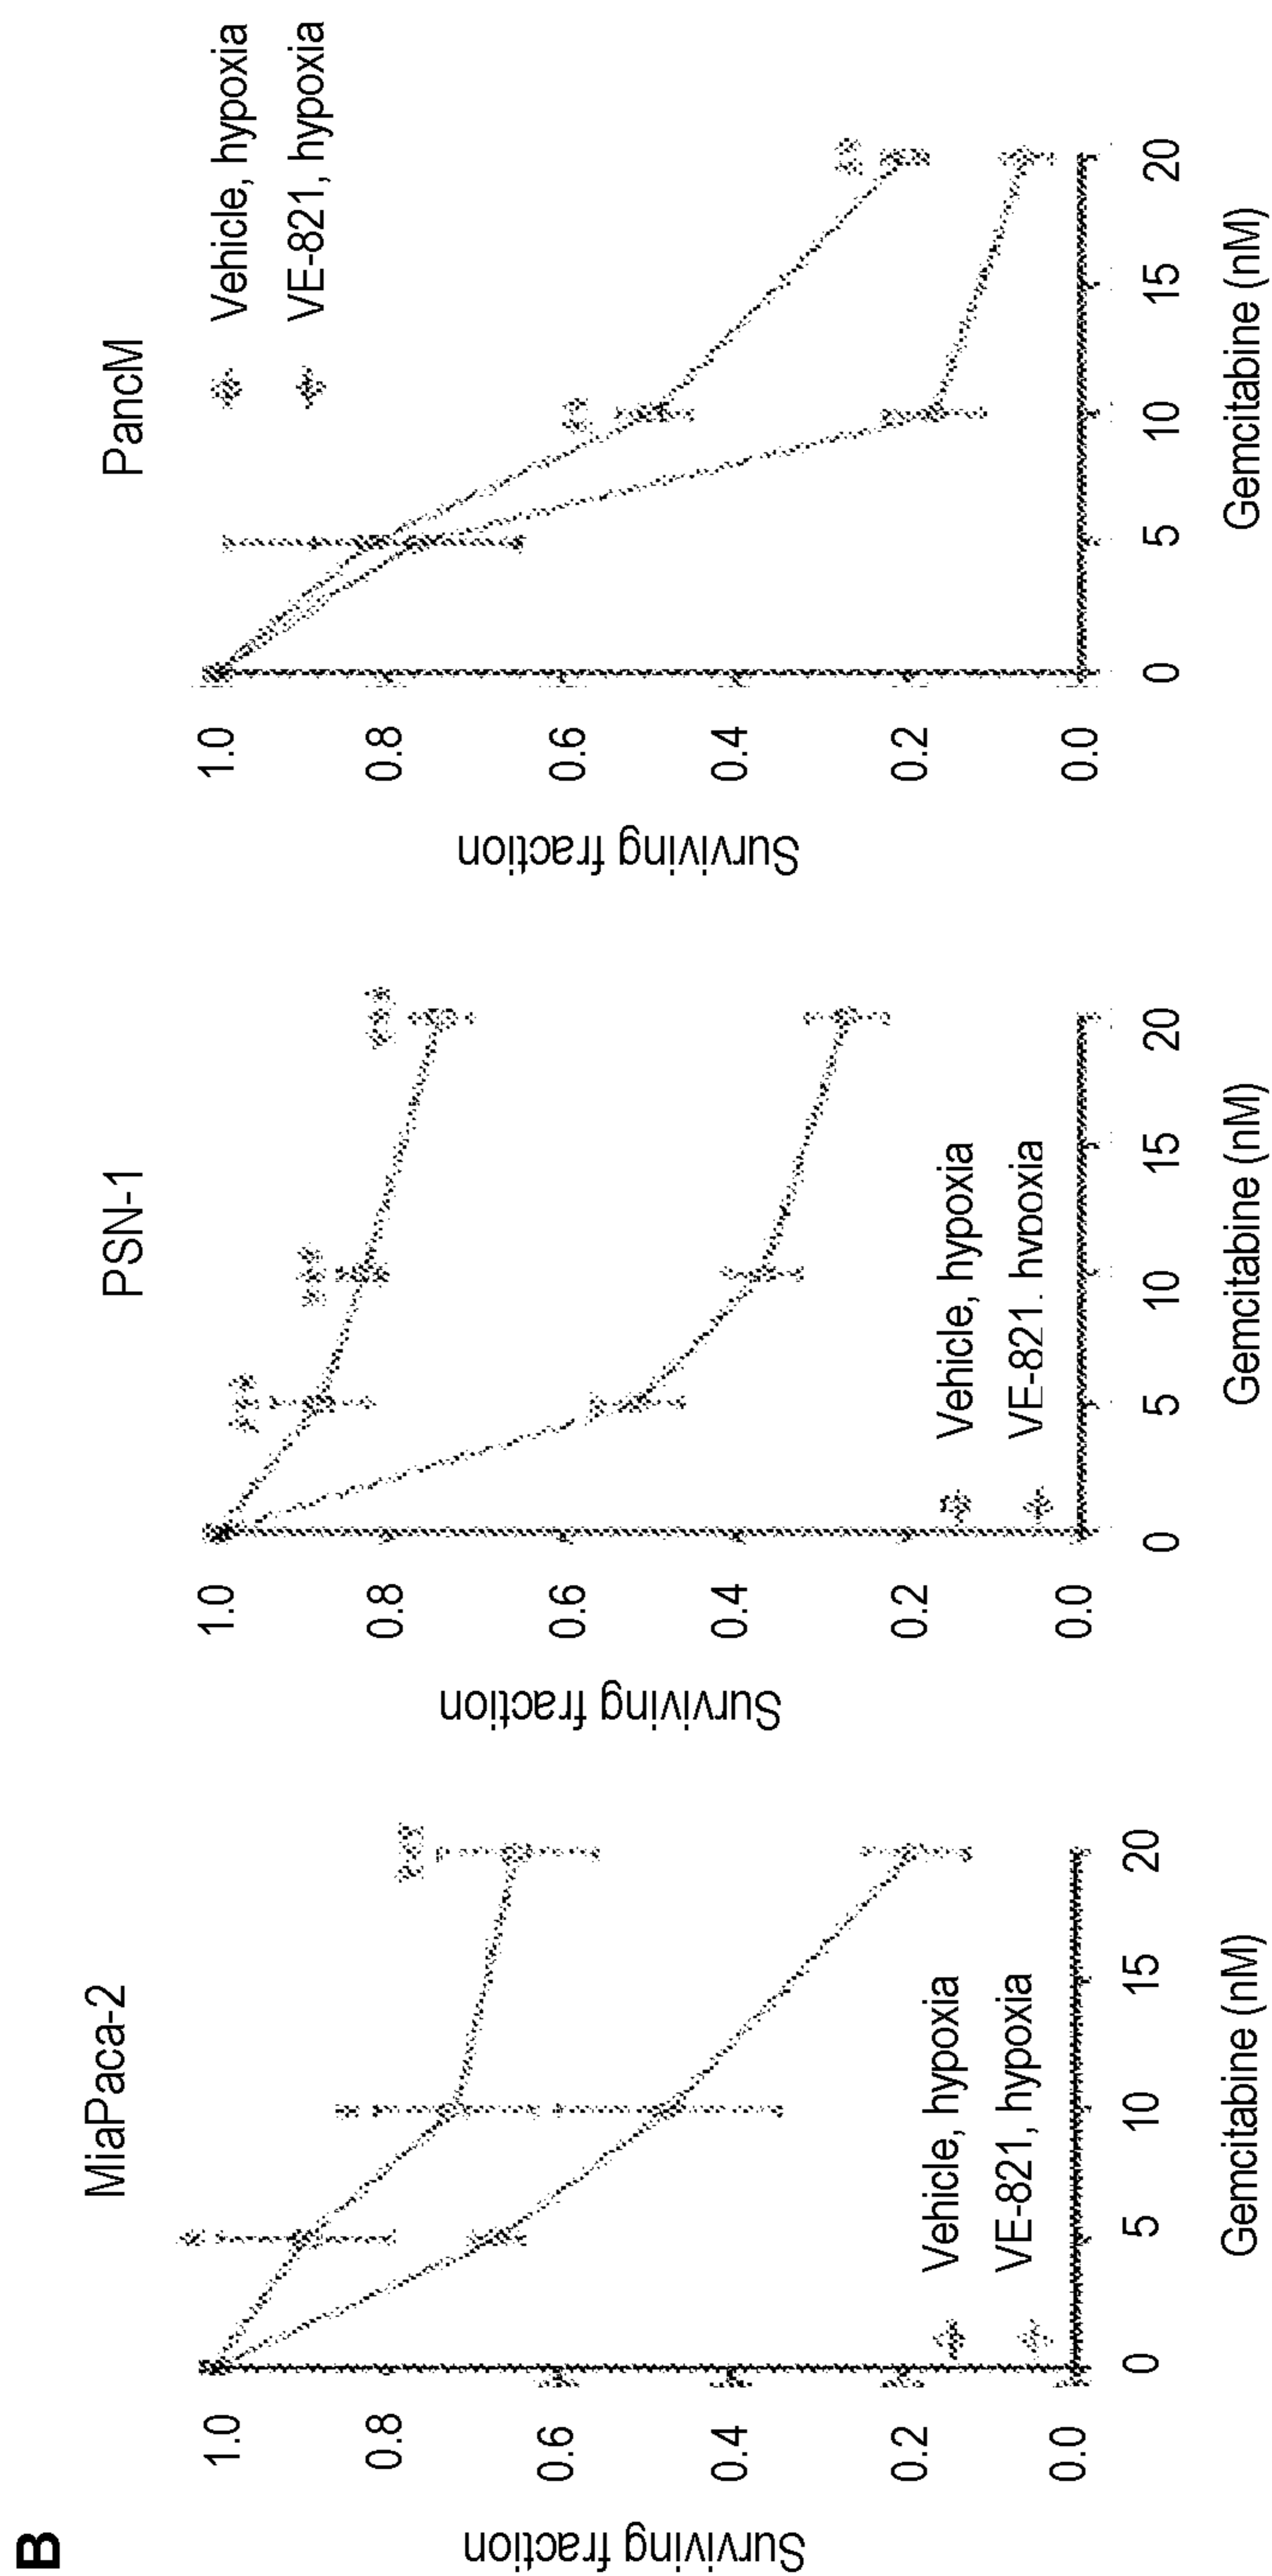 B
MiaPaca-2
Surviving fraction
1.0
0.8
0.6
0.4
0.2
0.0
Vehicle, hypoxia
VE-821, hypoxia
0 5 10 15 20
Gemcitabine (nM)
PSN-1
Surviving fraction
1.0
0.8
0.6
0.4
0.2
0.0
Vehicle, hypoxia
VE-821. hvpoxia
0 5 10 15 20
Gemcitabine (nM)
PancM
Surviving fraction
1.0
0.8
0.6
0.4
0.2
0.0
Vehicle, hypoxia
VE-821, hypoxia
0 5 10 15 20
Gemcitabine (nM)